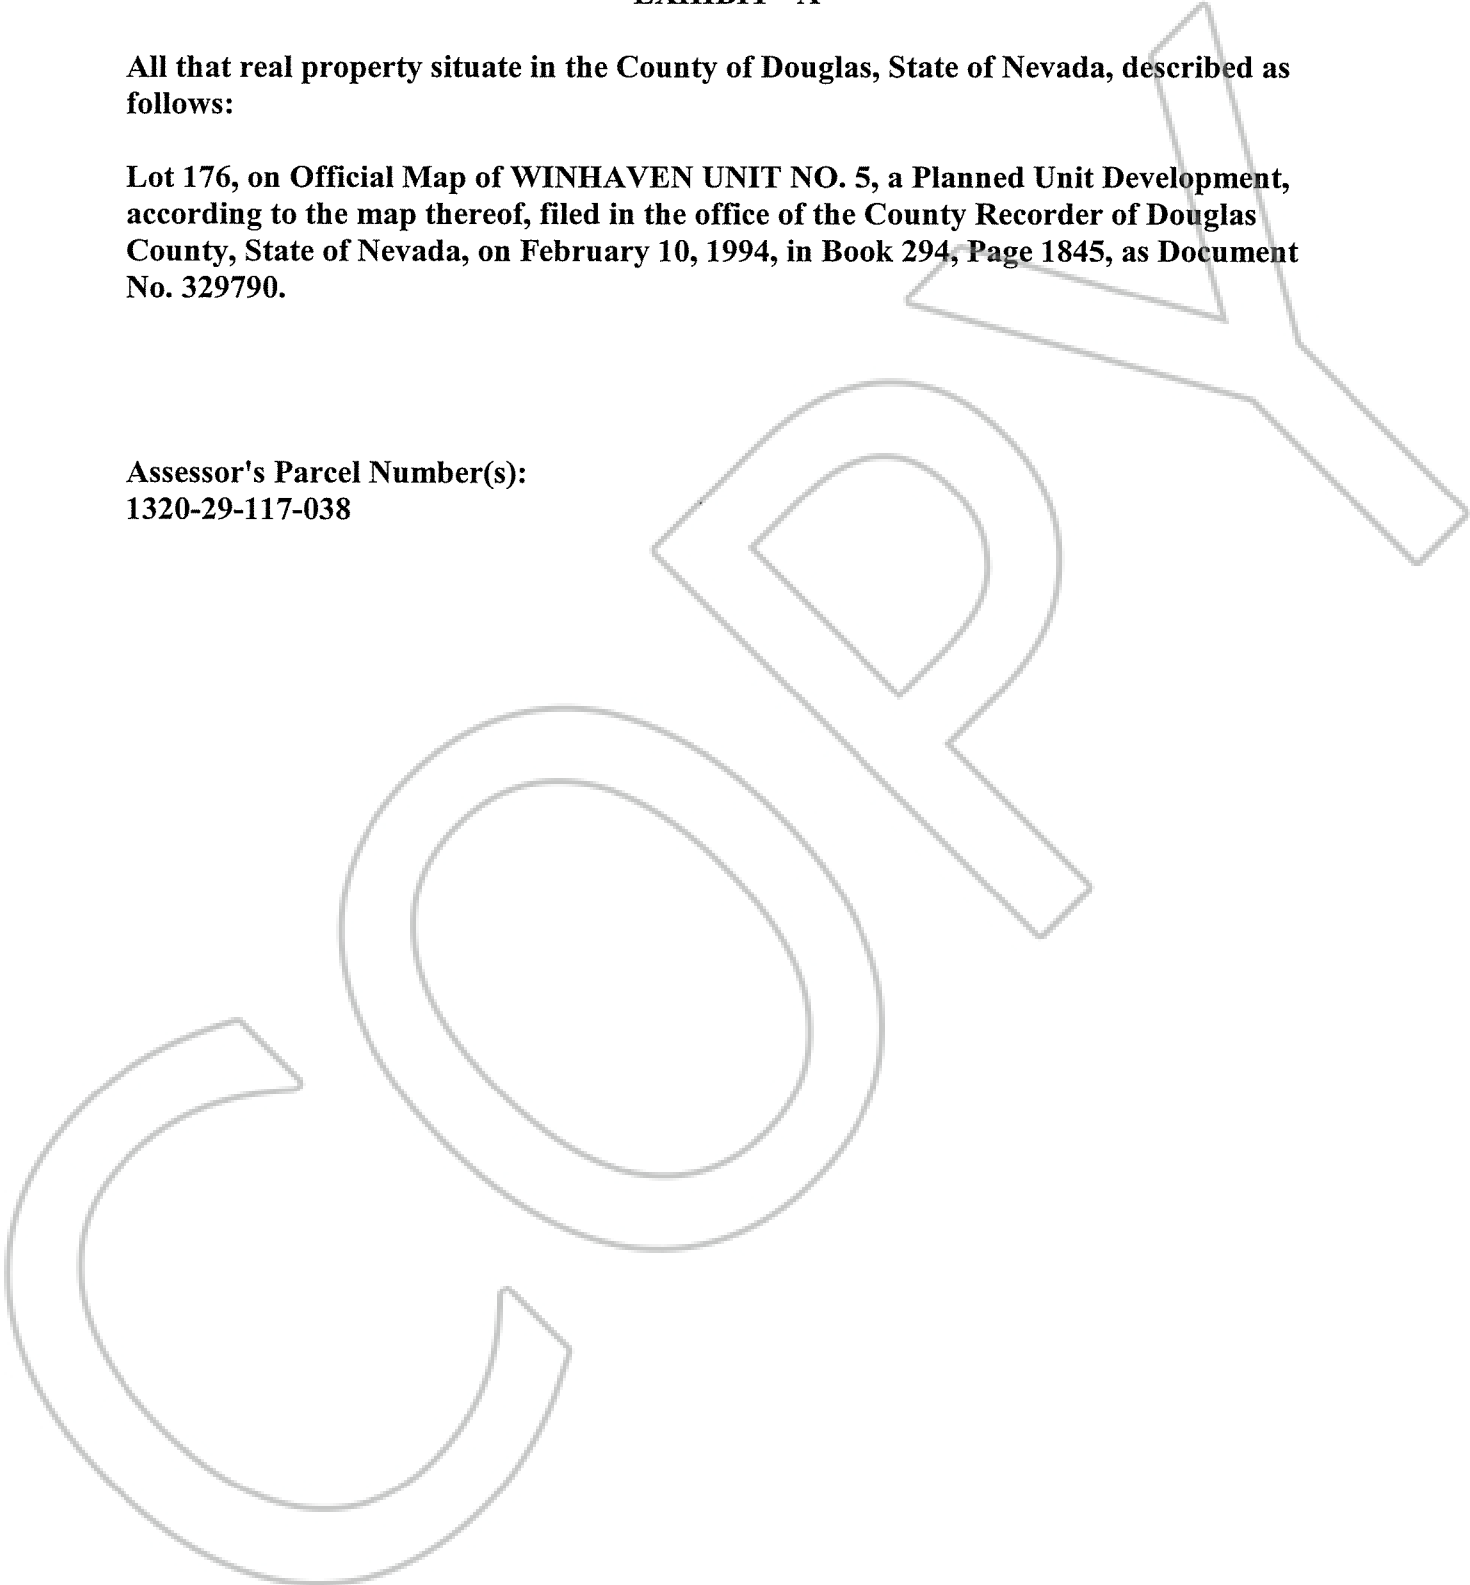 EXHIBIT "A"
All that real property situate in the County of Douglas, State of Nevada, described as
follows:
Lot 176, on Official Map of WINHAVEN UNIT NO. 5, a Planned Unit Development,
according to the map thereof, filed in the office of the County Recorder of Douglas
County, State of Nevada, on February 10, 1994, in Book 294, Page 1845, as Document
No. 329790.
Assessor's Parcel Number(s):
1320-29-117-038
COPY